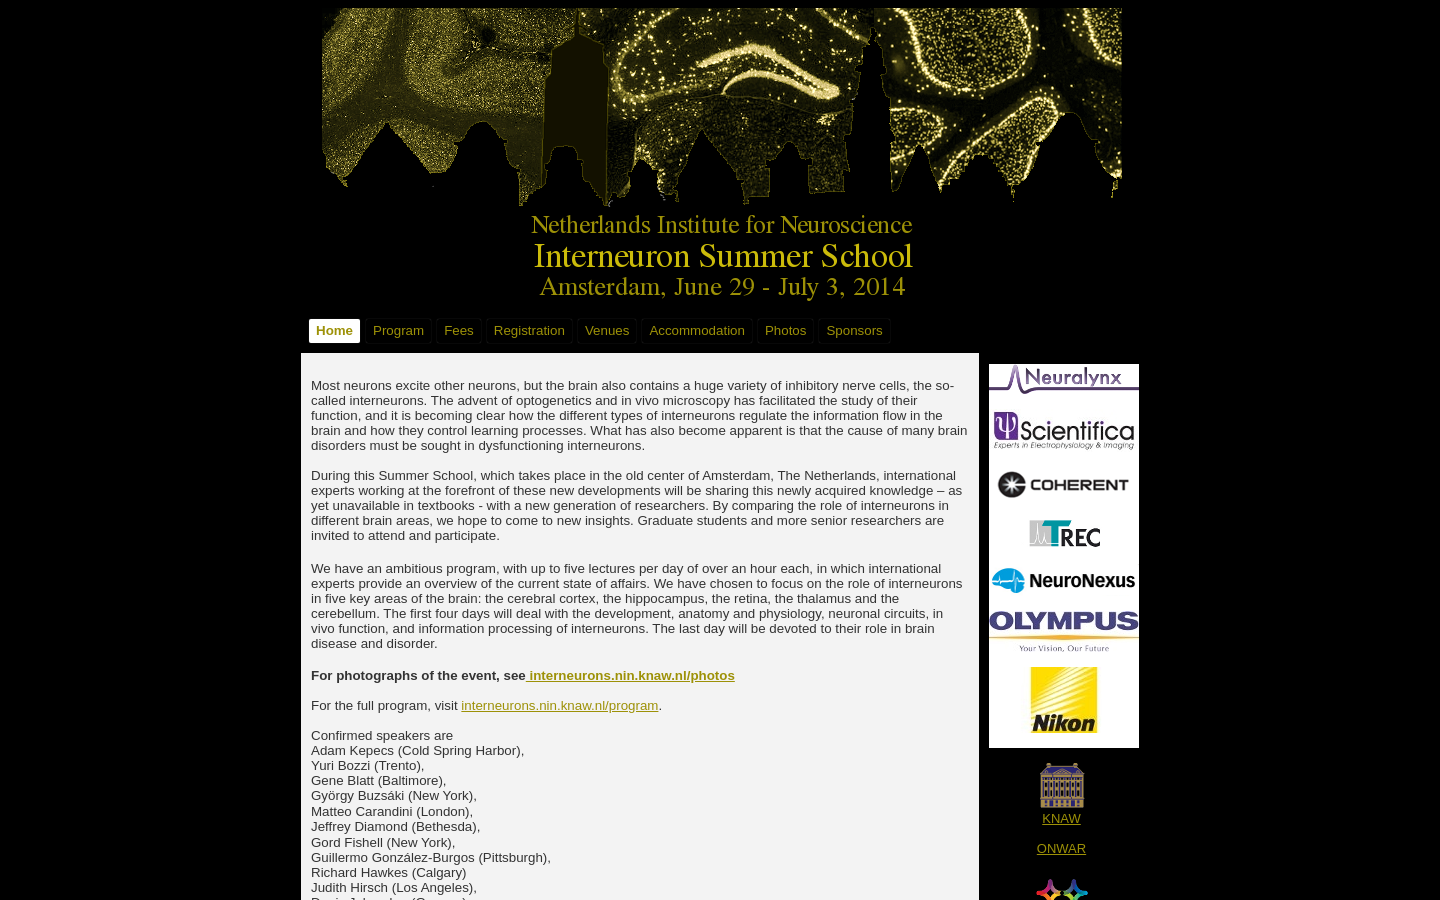 Netherlands Institute for Neuroscience
Interneuron Summer School
Amsterdam, June 29 - July 3, 2014
Home Program Fees Registration Venues Accommodation Photos Sponsors
Most neurons excite other neurons, but the brain also contains a huge variety of inhibitory nerve cells, the so-
called interneurons. The advent of optogenetics and in vivo microscopy has facilitated the study of their
function, and it is becoming clear how the different types of interneurons regulate the information flow in the
brain and how they control learning processes. What has also become apparent is that the cause of many brain
disorders must be sought in dysfunctioning interneurons.
During this Summer School, which takes place in the old center of Amsterdam, The Netherlands, international
experts working at the forefront of these new developments will be sharing this newly acquired knowledge – as
yet unavailable in textbooks - with a new generation of researchers. By comparing the role of interneurons in
different brain areas, we hope to come to new insights. Graduate students and more senior researchers are
invited to attend and participate.
We have an ambitious program, with up to five lectures per day of over an hour each, in which international
experts provide an overview of the current state of affairs. We have chosen to focus on the role of interneurons
in five key areas of the brain: the cerebral cortex, the hippocampus, the retina, the thalamus and the
cerebellum. The first four days will deal with the development, anatomy and physiology, neuronal circuits, in
vivo function, and information processing of interneurons. The last day will be devoted to their role in brain
disease and disorder.
For photographs of the event, see interneurons.nin.knaw.nl/photos
For the full program, visit interneurons.nin.knaw.nl/program.
Confirmed speakers are
Adam Kepecs (Cold Spring Harbor),
Yuri Bozzi (Trento),
Gene Blatt (Baltimore),
György Buzsáki (New York),
Matteo Carandini (London),
Jeffrey Diamond (Bethesda),
Gord Fishell (New York),
Guillermo González-Burgos (Pittsburgh),
Richard Hawkes (Calgary)
Judith Hirsch (Los Angeles),
Neuralynx
Scientifica
Experts in Electrophysiology & Imaging
COHERENT
TREC
NeuroNexus
OLYMPUS
Your Vision, Our Future
Nikon
KNAW
ONWAR